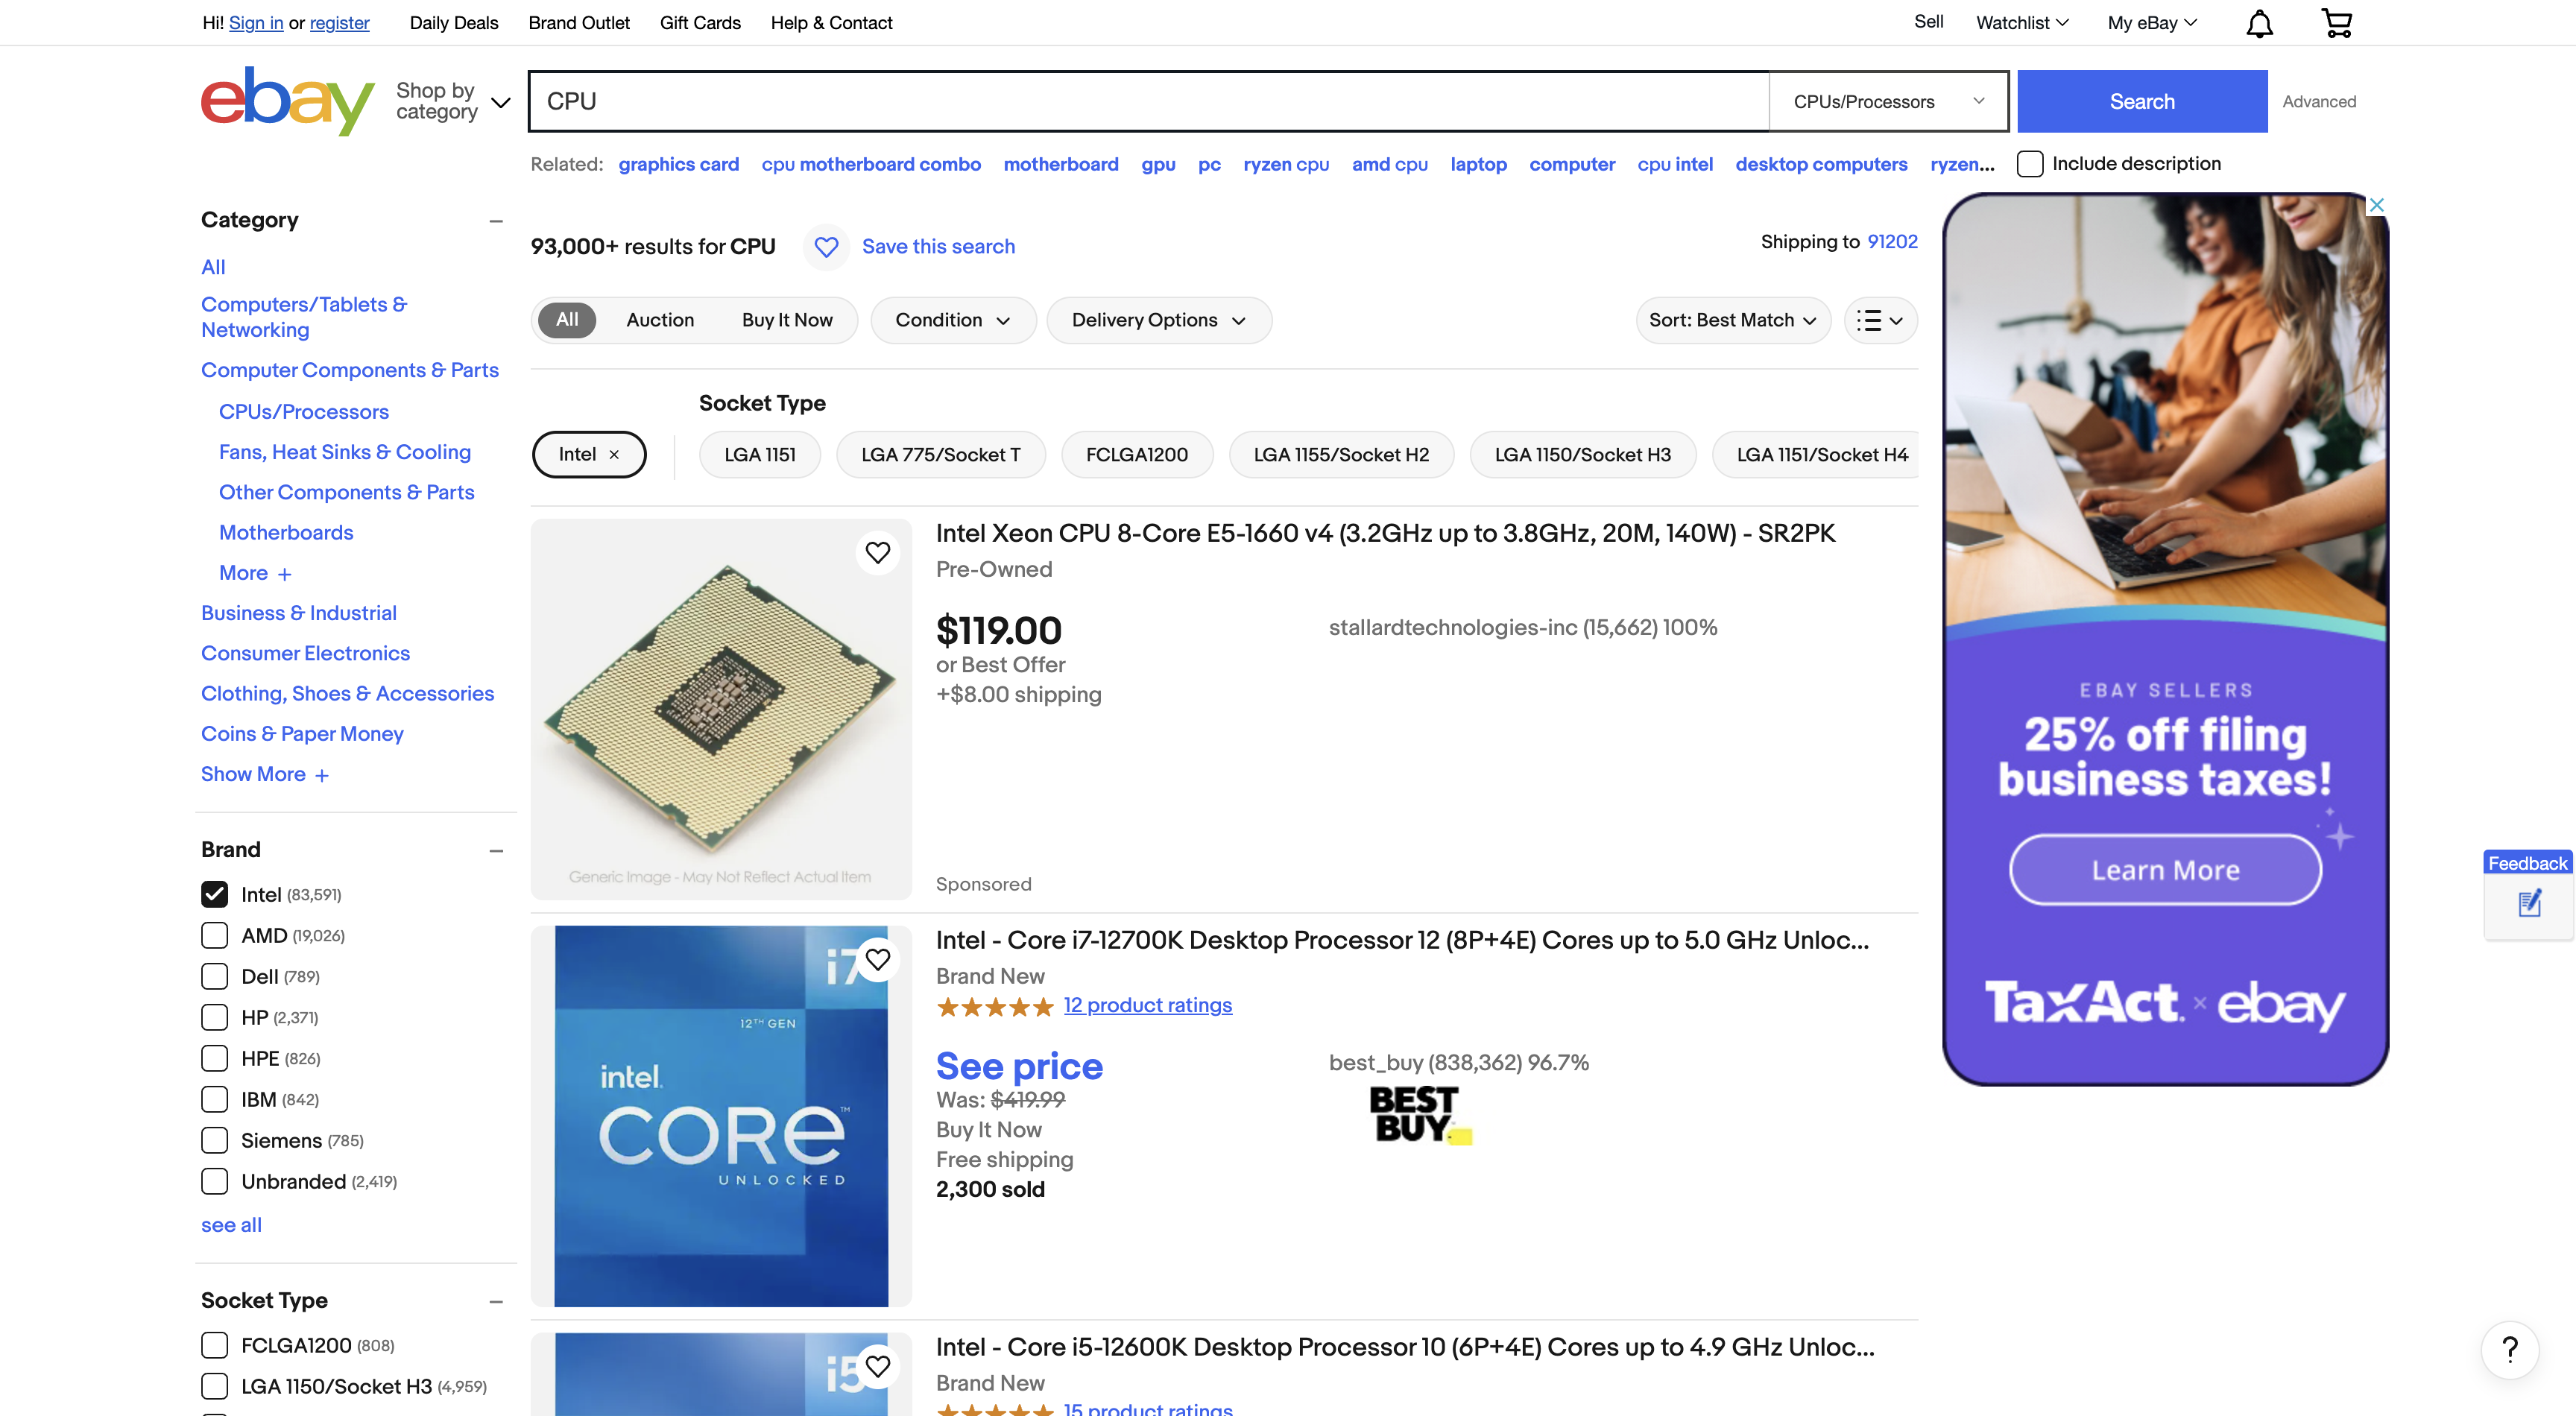 Hi! Sign in or register Daily Deals Brand Outlet Gift Cards Help & Contact Sell Watchlist My eBay
ebay Shop by category CPU CPUs/Processors Search Advanced
Related: graphics card cpu motherboard combo motherboard gpu pc ryzen cpu amd cpu laptop computer cpu intel desktop computers ryzen... Include description
Category
All
Computers/Tablets &
Networking
Computer Components & Parts
CPUs/Processors
Fans, Heat Sinks & Cooling
Other Components & Parts
Motherboards
More +
Business & Industrial
Consumer Electronics
Clothing, Shoes & Accessories
Coins & Paper Money
Show More +
Brand
Intel (83,591)
AMD (19,026)
Dell (789)
HP (2,371)
HPE (826)
IBM (842)
Siemens (785)
Unbranded (2,419)
see all
Socket Type
FCLGA1200 (808)
LGA 1150/Socket H3 (4,959)
93,000+ results for CPU Save this search Shipping to 91202
All Auction Buy It Now Condition Delivery Options Sort: Best Match
Socket Type
Intel × LGA 1151 LGA 775/Socket T FCLGA1200 LGA 1155/Socket H2 LGA 1150/Socket H3 LGA 1151/Socket H4
Generic Image - May Not Reflect Actual Item
Intel Xeon CPU 8-Core E5-1660 v4 (3.2GHz up to 3.8GHz, 20M, 140W) - SR2PK
Pre-Owned
$119.00 stallardtechnologies-inc (15,662) 100%
or Best Offer
+$8.00 shipping
Sponsored
i7
12TH GEN
intel.
CORE™
UNLOCKED
Intel - Core i7-12700K Desktop Processor 12 (8P+4E) Cores up to 5.0 GHz Unloc...
Brand New
12 product ratings
See price best_buy (838,362) 96.7%
Was: $419.99
BEST
BUY
Buy It Now
Free shipping
2,300 sold
i5
Intel - Core i5-12600K Desktop Processor 10 (6P+4E) Cores up to 4.9 GHz Unloc...
Brand New
15 product ratings
EBAY SELLERS
25% off filing
business taxes!
Learn More
TaxAct. × ebay
Feedback
?